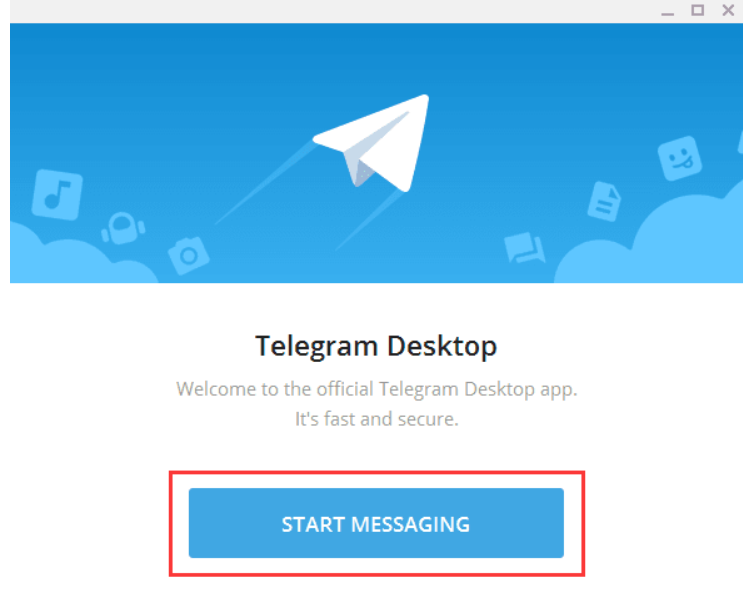 Telegram Desktop
Welcome to the official Telegram Desktop app.
It's fast and secure.
START MESSAGING